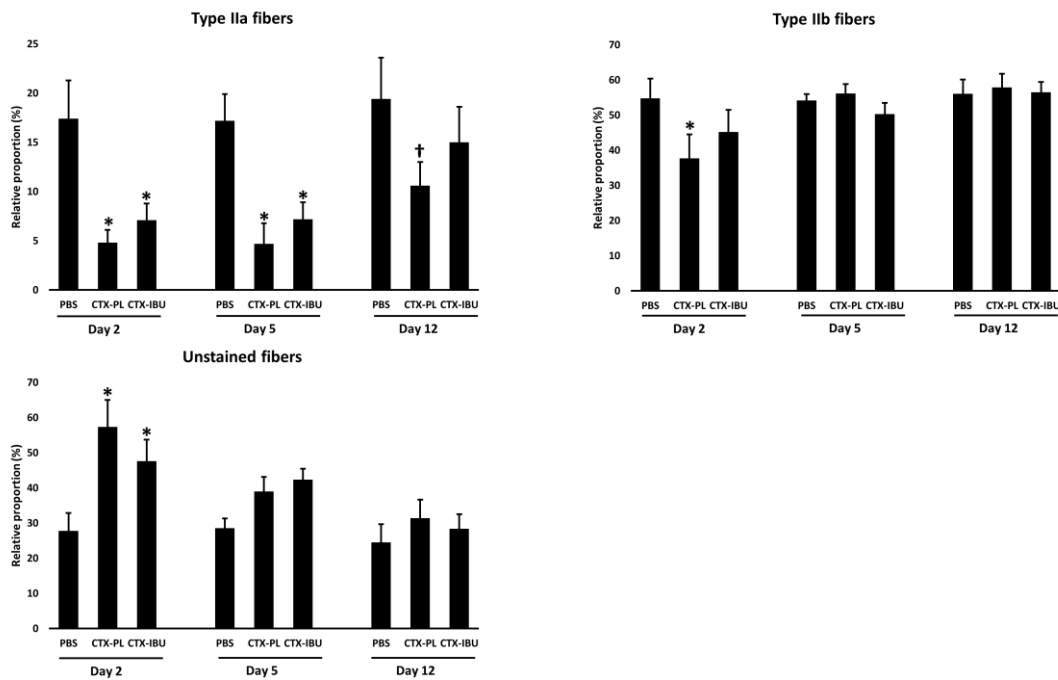 Type IIa fibers
Relative proportion (%)
25
20
15
10
5
0
* * * * †
PBS CTX-PL CTX-IBU PBS CTX-PL CTX-IBU PBS CTX-PL CTX-IBU
Day 2 Day 5 Day 12
Type IIb fibers
Relative proportion (%)
70
60
50
40
30
20
10
0
*
PBS CTX-PL CTX-IBU PBS CTX-PL CTX-IBU PBS CTX-PL CTX-IBU
Day 2 Day 5 Day 12
Unstained fibers
Relative proportion (%)
70
60
50
40
30
20
10
0
* *
PBS CTX-PL CTX-IBU PBS CTX-PL CTX-IBU PBS CTX-PL CTX-IBU
Day 2 Day 5 Day 12